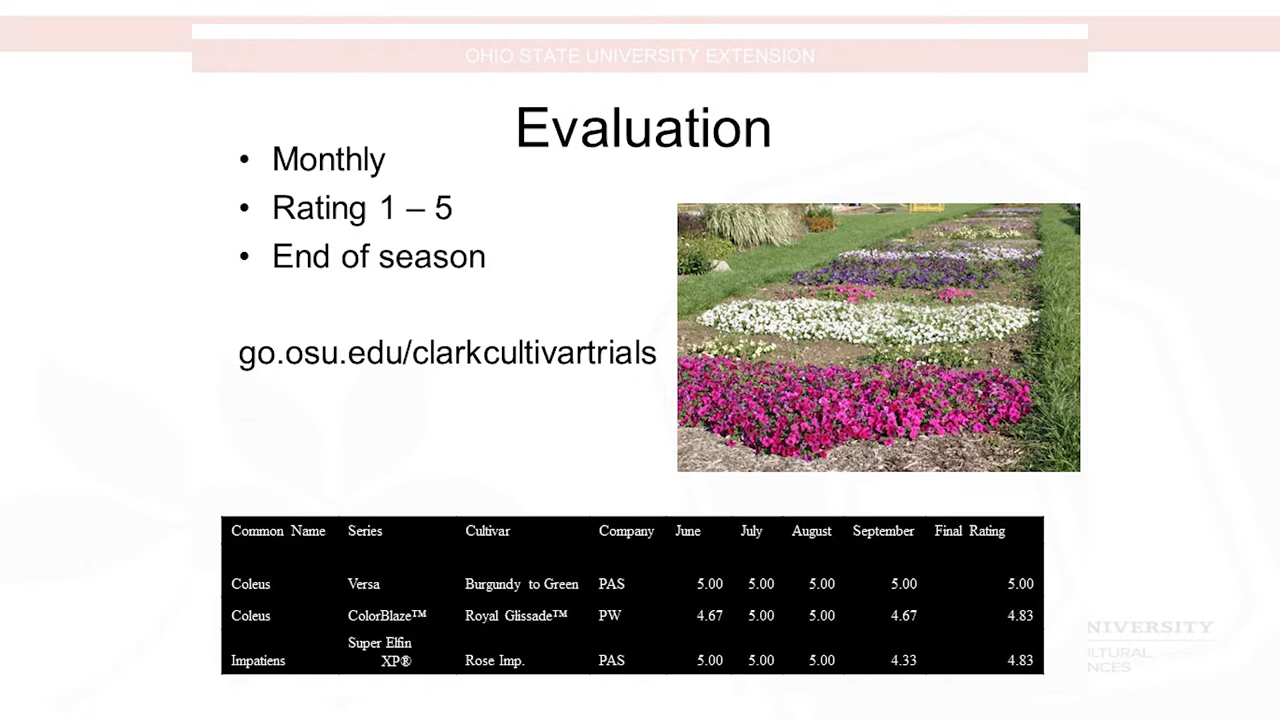 OHIO STATE UNIVERSITY EXTENSION
Evaluation
• Monthly
• Rating 1 – 5
• End of season
go.osu.edu/clarkcultivartrials
Common Name Series Cultivar Company June July August September Final Rating
Coleus Versa Burgundy to Green PAS 5.00 5.00 5.00 5.00 5.00
Coleus ColorBlaze™ Royal Glissade™ PW 4.67 5.00 5.00 4.67 4.83
Super Elfin
Impatiens XP® Rose Imp. PAS 5.00 5.00 5.00 4.33 4.83
NIVERSITY
ULTURAL,
NCES